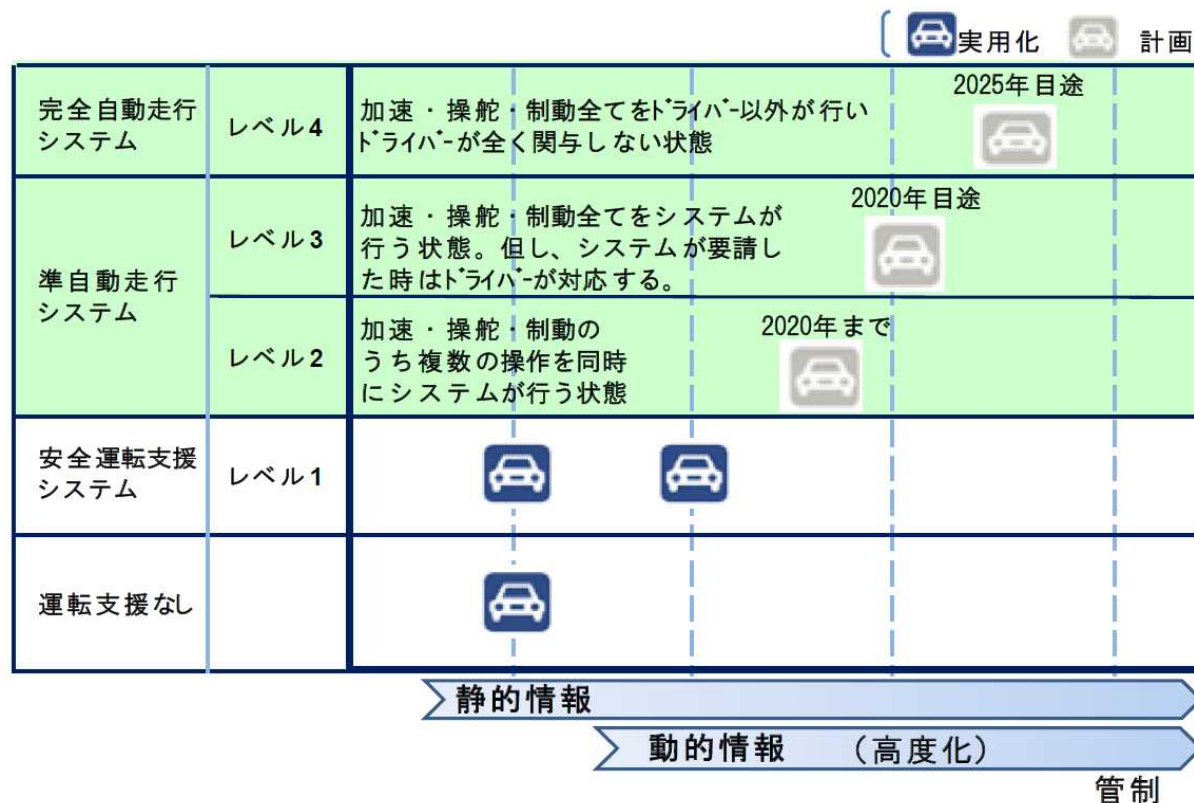 実用化 計画
完全自動走行
システム
レベル4
加速・操舵・制動全てをﾄﾞﾗｲﾊﾞｰ以外が行い
ﾄﾞﾗｲﾊﾞｰが全く関与しない状態
2025年目途
準自動走行
システム
レベル3
加速・操舵・制動全てをシステムが
行う状態。但し、システムが要請し
た時はﾄﾞﾗｲﾊﾞｰが対応する。
2020年目途
レベル2
加速・操舵・制動の
うち複数の操作を同時
にシステムが行う状態
2020年まで
安全運転支援
システム
レベル1
運転支援なし
静的情報
動的情報 （高度化）
管制